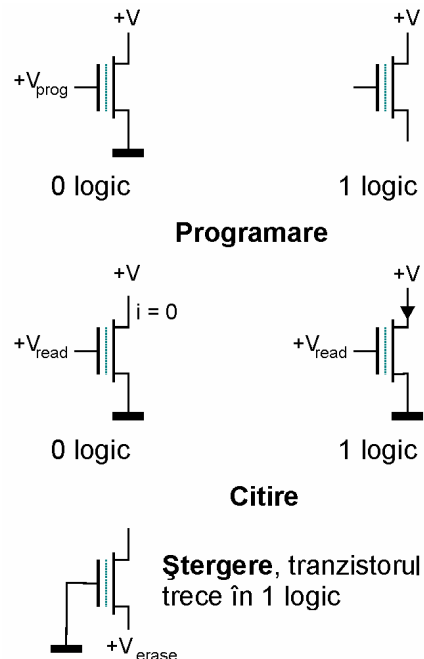 +V +V
+Vprog
0 logic 1 logic
Programare
+V +V
i = 0
+Vread +Vread
0 logic 1 logic
Citire
Ştergere, tranzistorul
trece în 1 logic
+Verase